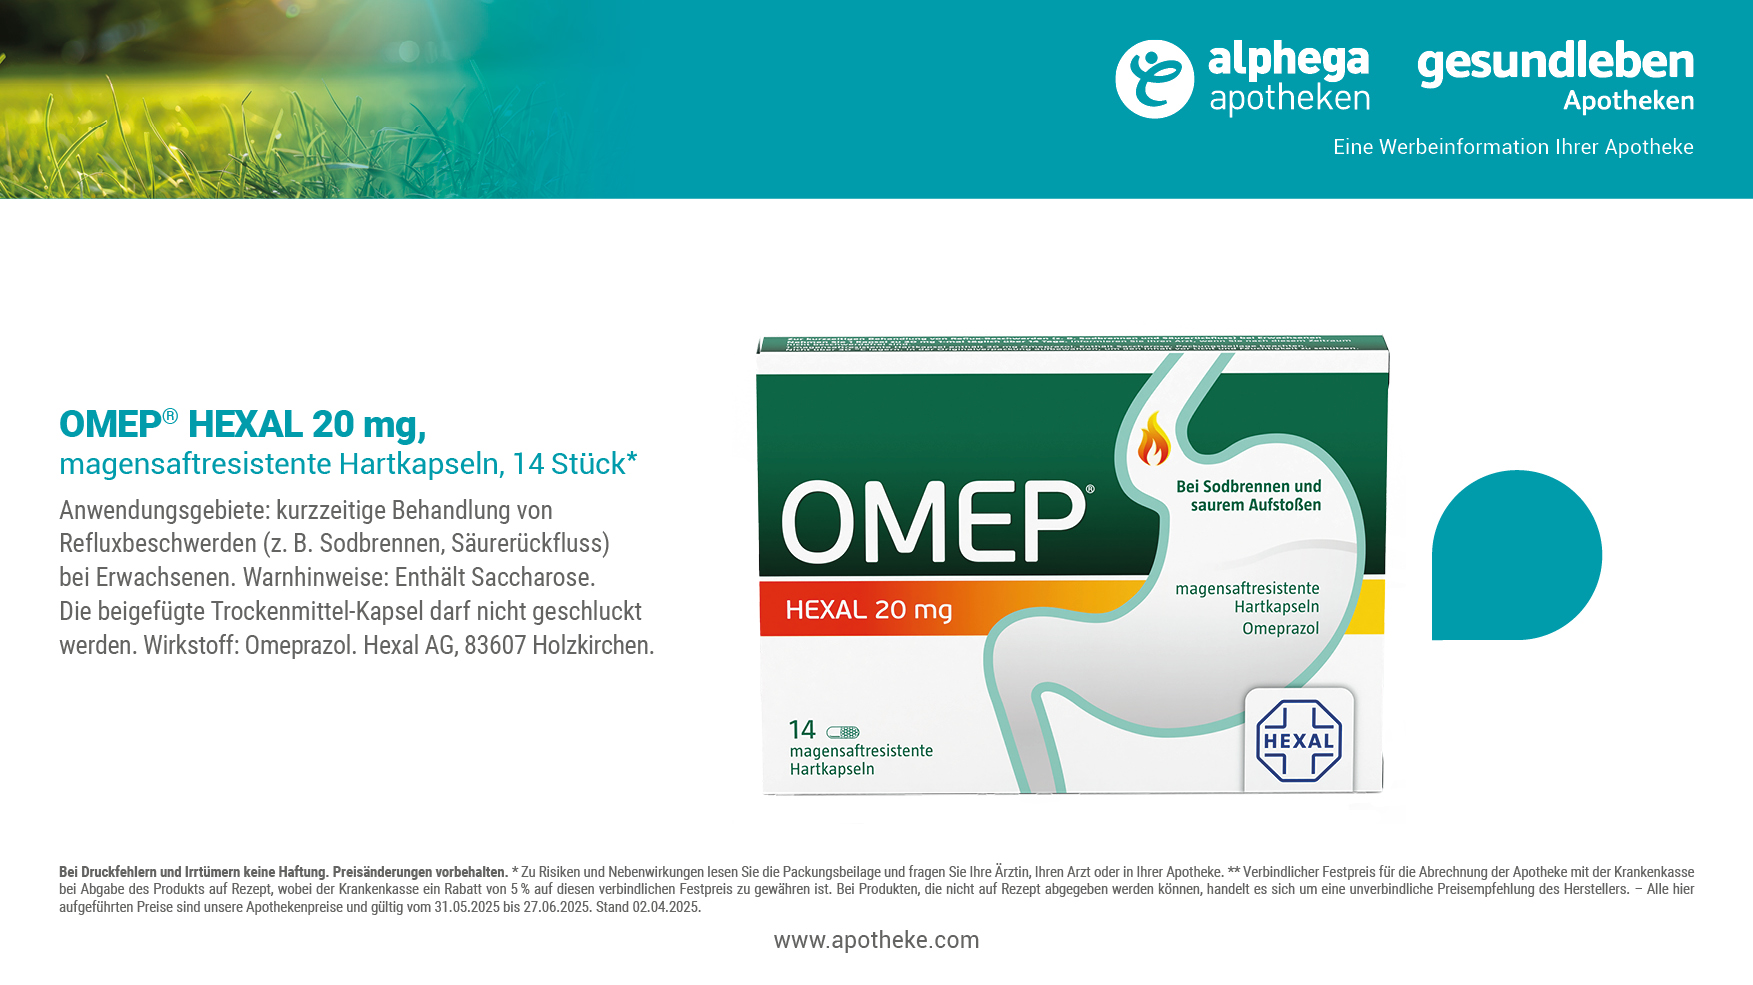 alphega
apotheken
gesundleben
Apotheken
Eine Werbeinformation Ihrer Apotheke
OMEP® HEXAL 20 mg,
magensaftresistente Hartkapseln, 14 Stück*
Anwendungsgebiete: kurzzeitige Behandlung von
Refluxbeschwerden (z. B. Sodbrennen, Säurerückfluss)
bei Erwachsenen. Warnhinweise: Enthält Saccharose.
Die beigefügte Trockenmittel-Kapsel darf nicht geschluckt
werden. Wirkstoff: Omeprazol. Hexal AG, 83607 Holzkirchen.
OMEP®
Bei Sodbrennen und
saurem Aufstoßen
HEXAL 20 mg
magensaftresistente
Hartkapseln
Omeprazol
14
magensaftresistente
Hartkapseln
HEXAL
Bei Druckfehlern und Irrtümern keine Haftung. Preisänderungen vorbehalten. * Zu Risiken und Nebenwirkungen lesen Sie die Packungsbeilage und fragen Sie Ihre Ärztin, Ihren Arzt oder in Ihrer Apotheke. ** Verbindlicher Festpreis für die Abrechnung der Apotheke mit der Krankenkasse
bei Abgabe des Produkts auf Rezept, wobei der Krankenkasse ein Rabatt von 5 % auf diesen verbindlichen Festpreis zu gewähren ist. Bei Produkten, die nicht auf Rezept abgegeben werden können, handelt es sich um eine unverbindliche Preisempfehlung des Herstellers. – Alle hier
aufgeführten Preise sind unsere Apothekenpreise und gültig vom 31.05.2025 bis 27.06.2025. Stand 02.04.2025.
www.apotheke.com